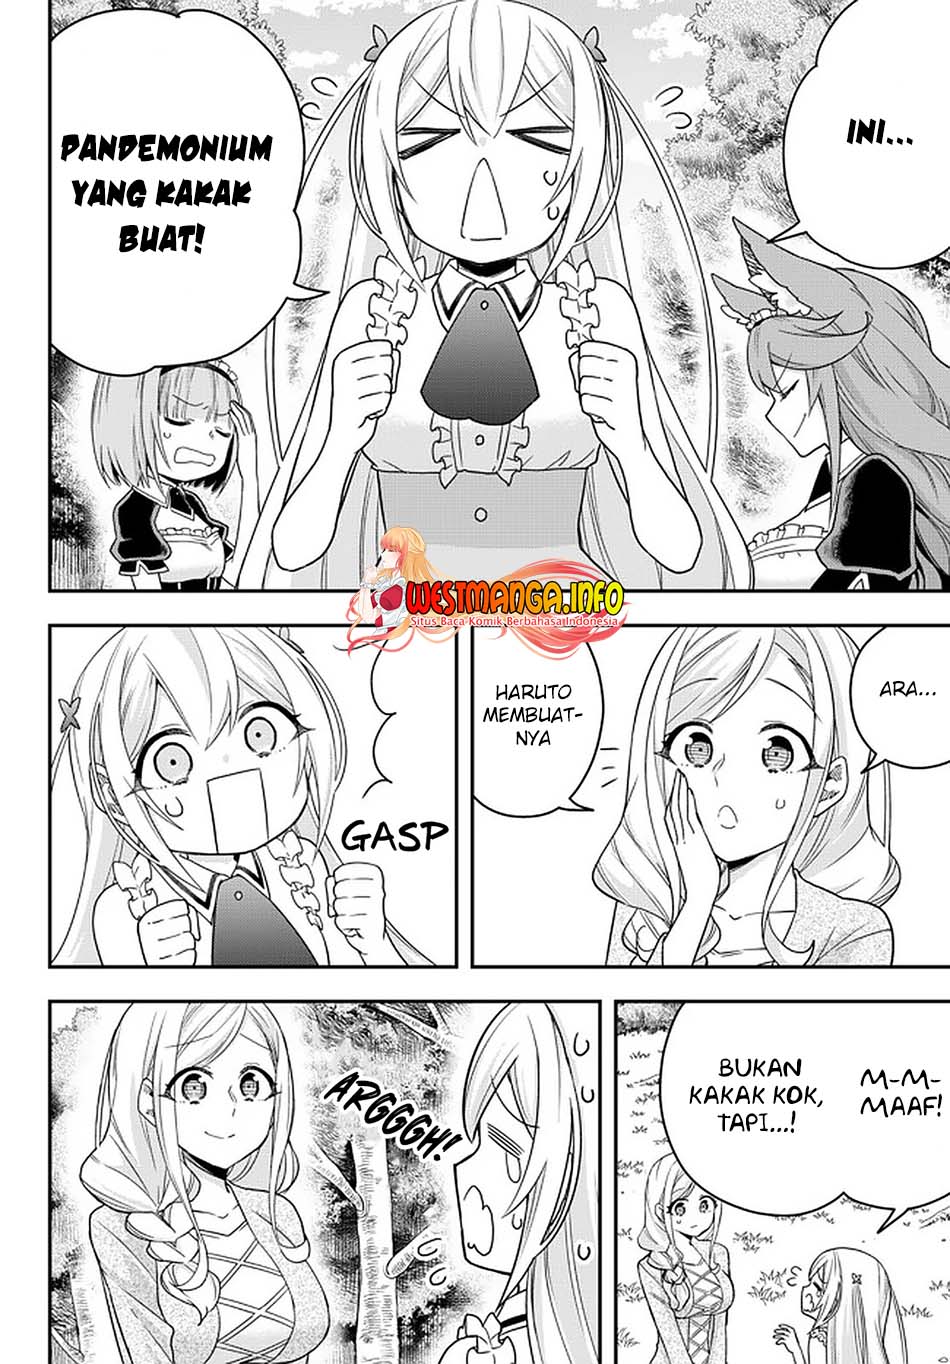 INI...
PANDEMONIUM
YANG KAKAK
BUAT!
WESTMANGA.INFO
Situs Baca Komik Berbahasa Indonesia
ARA...
HARUTO
MEMBUAT-
NYA
GASP
M-M-
MAAF!
BUKAN
KAKAK KOK,
TAPI...!
ARGGGGH!